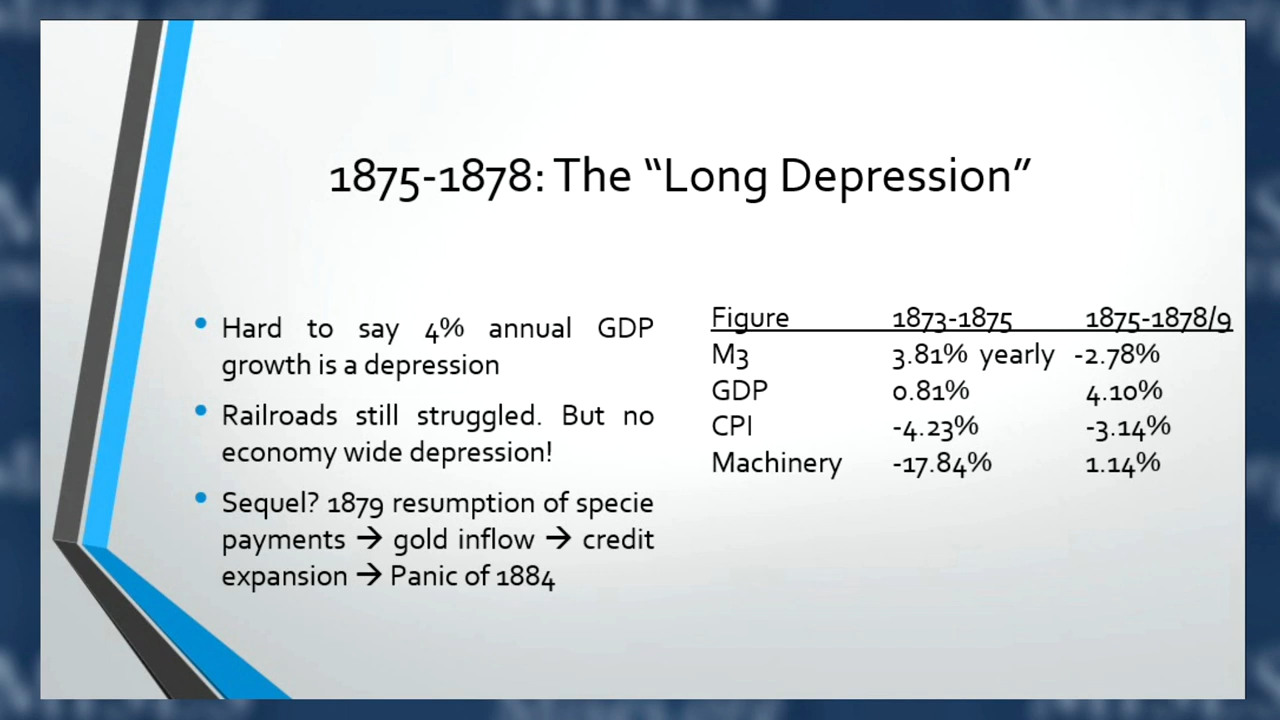 1875-1878: The “Long Depression”
• Hard to say 4% annual GDP
growth is a depression
• Railroads still struggled. But no
economy wide depression!
• Sequel? 1879 resumption of specie
payments → gold inflow → credit
expansion → Panic of 1884
Figure 1873-1875 1875-1878/9
M3 3.81% yearly -2.78%
GDP 0.81% 4.10%
CPI -4.23% -3.14%
Machinery -17.84% 1.14%